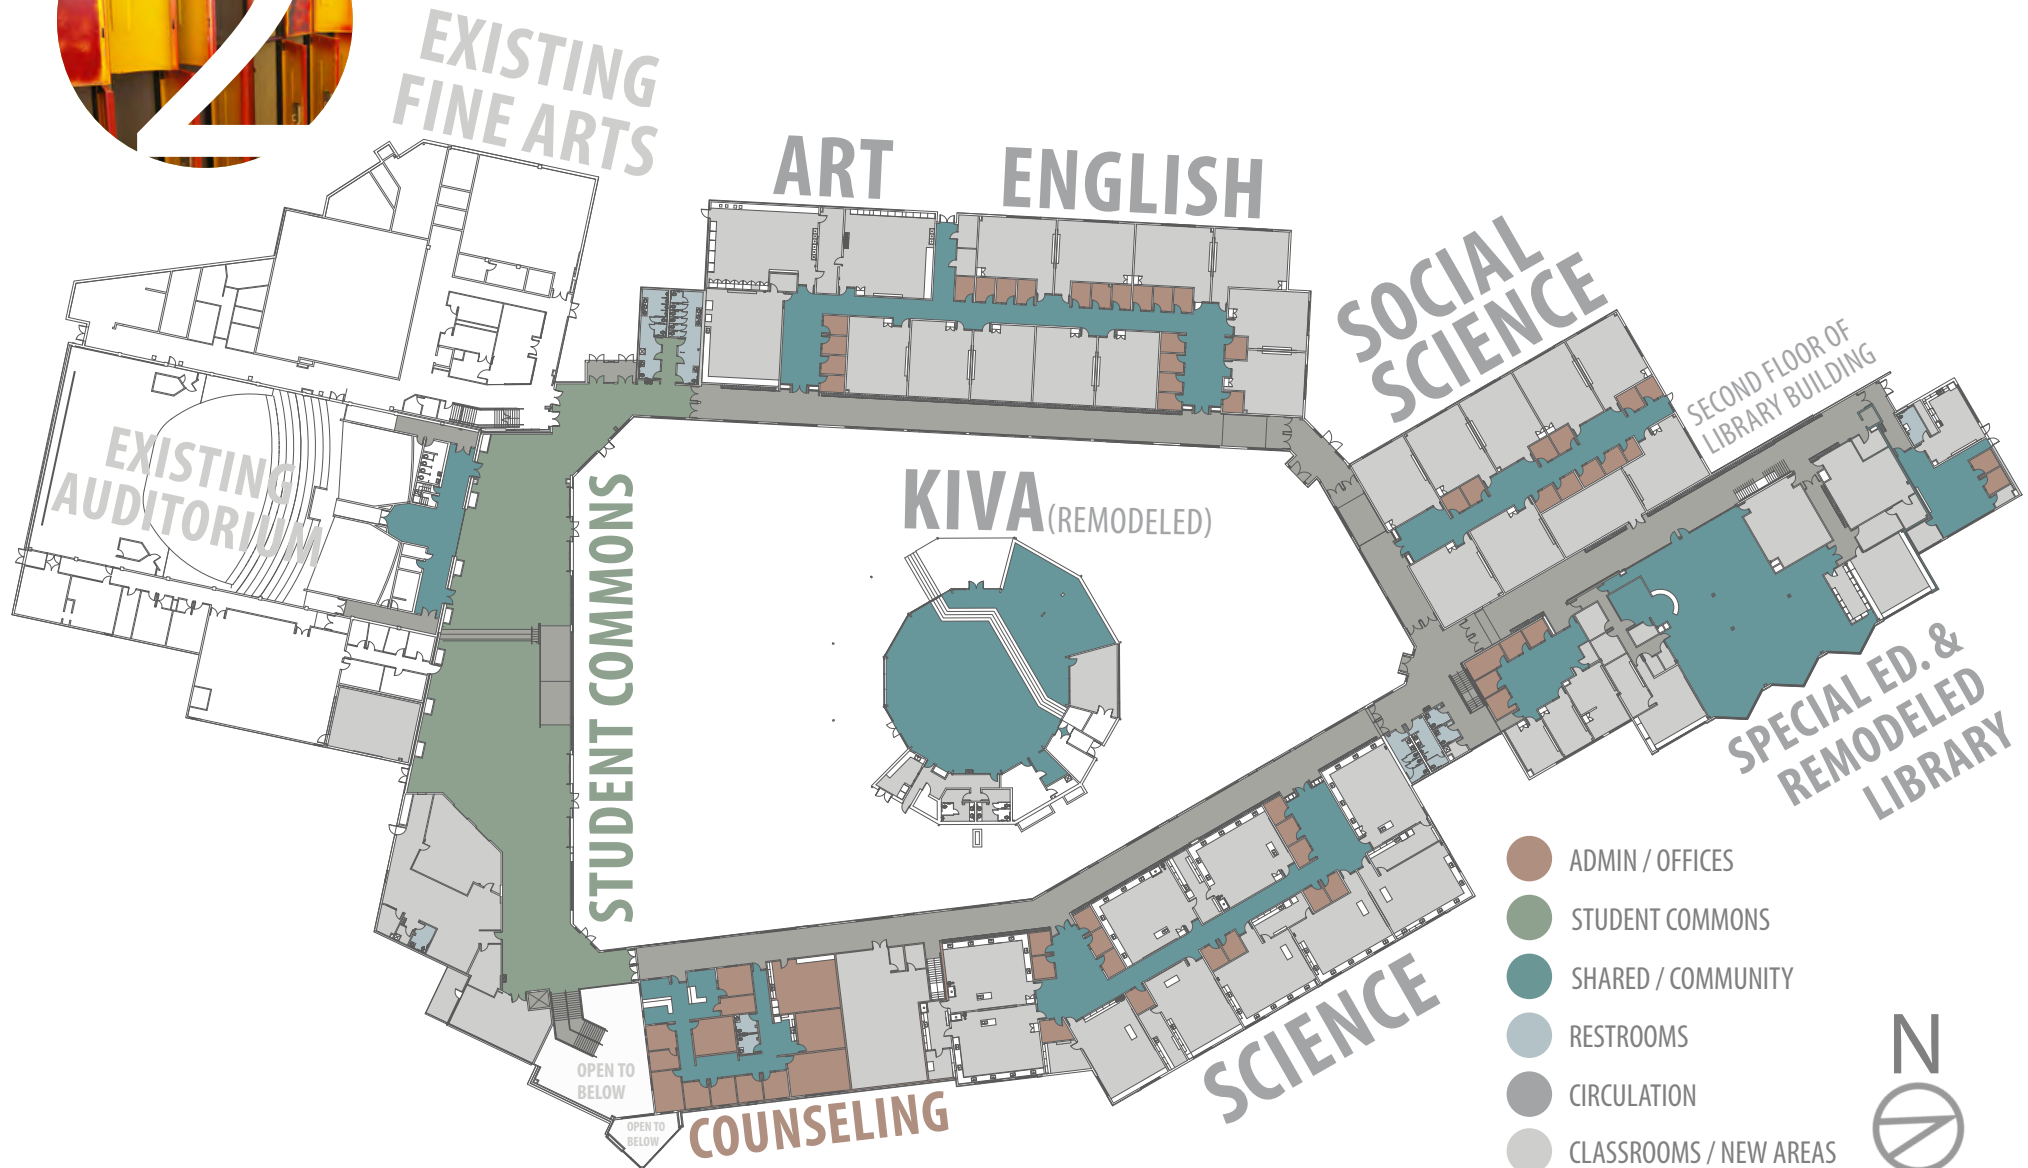 2
EXISTING
FINE ARTS
ART
ENGLISH
SOCIAL
SCIENCE
SECOND FLOOR OF
LIBRARY BUILDING
EXISTING
AUDITORIUM
STUDENT COMMONS
KIVA (REMODELED)
SPECIAL ED. &
REMODELED
LIBRARY
SCIENCE
COUNSELING
OPEN TO
BELOW
OPEN TO
BELOW
ADMIN / OFFICES
STUDENT COMMONS
SHARED / COMMUNITY
RESTROOMS
CIRCULATION
CLASSROOMS / NEW AREAS
N